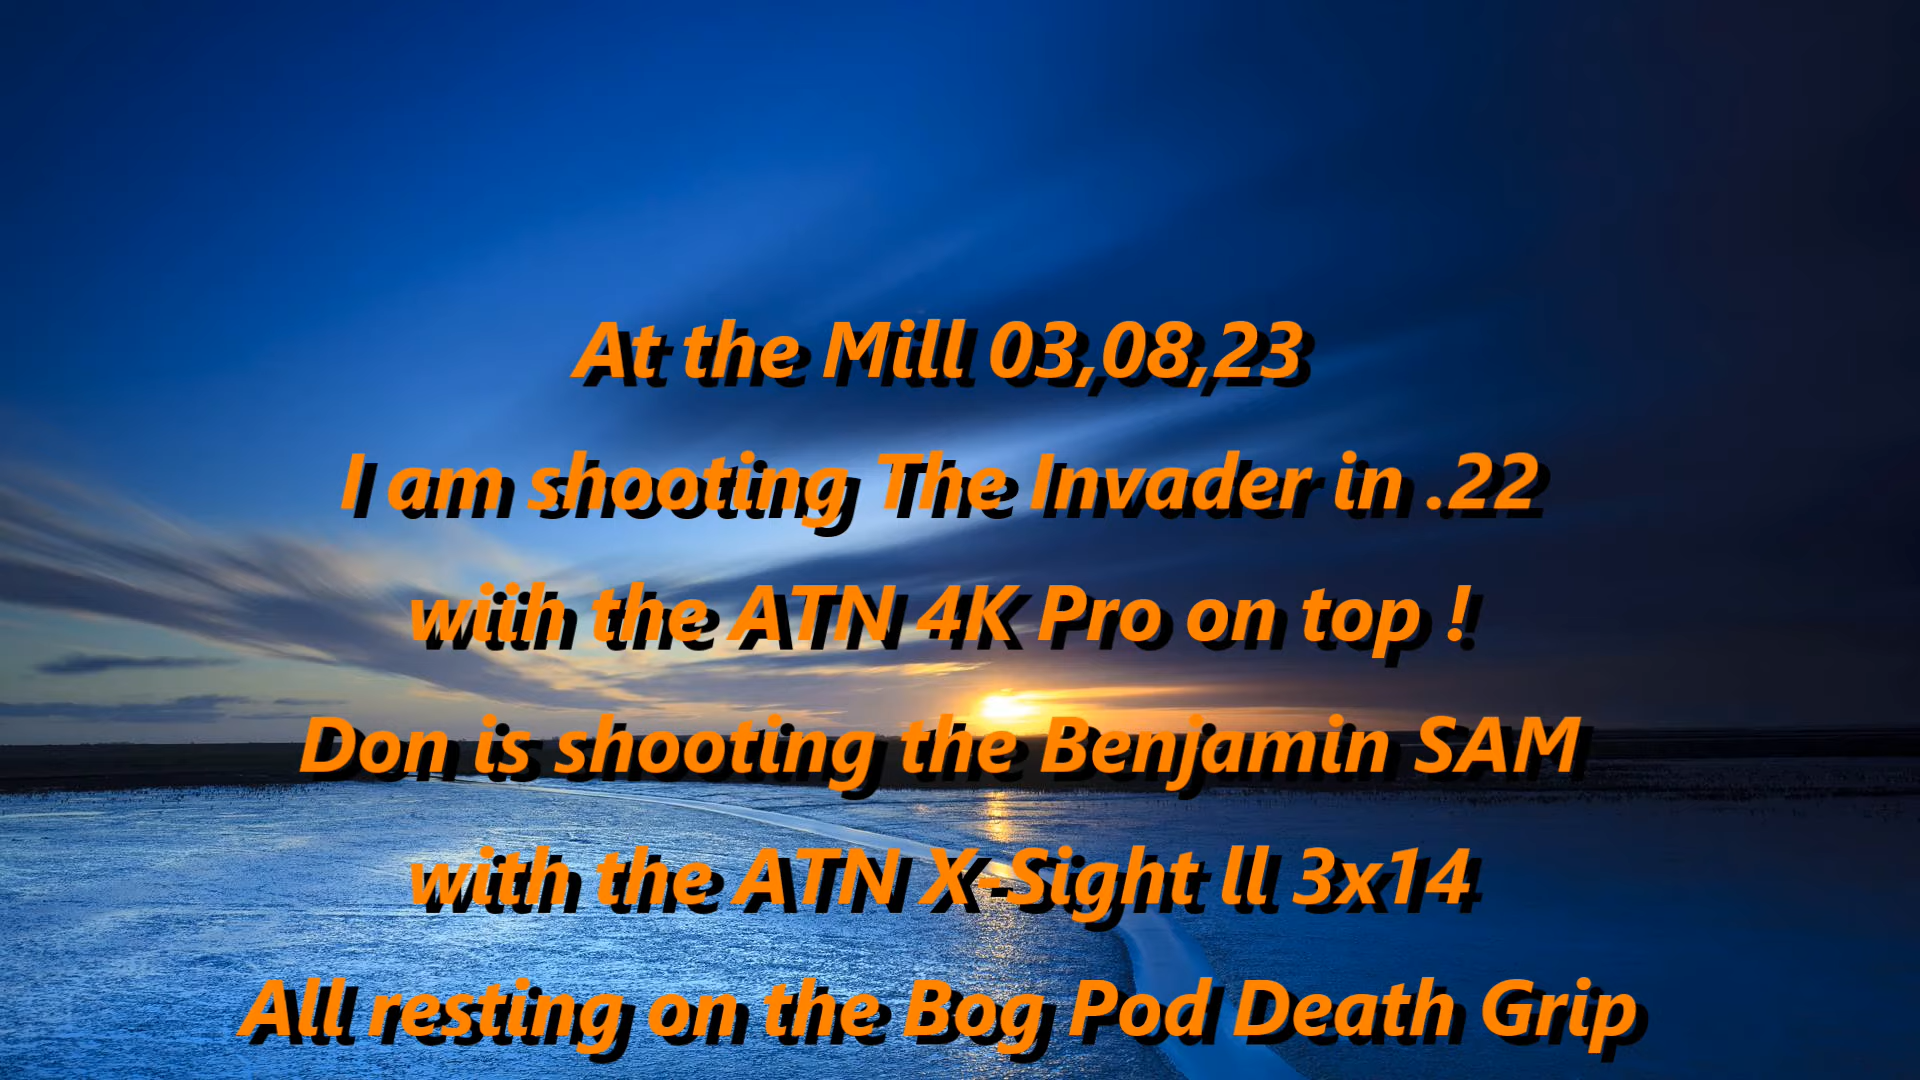 At the Mill 03,08,23
I am shooting The Invader in .22
wiih the ATN 4K Pro on top !
Don is shooting the Benjamin SAM
with the ATN X-Sight ll 3x14
All resting on the Bog Pod Death Grip